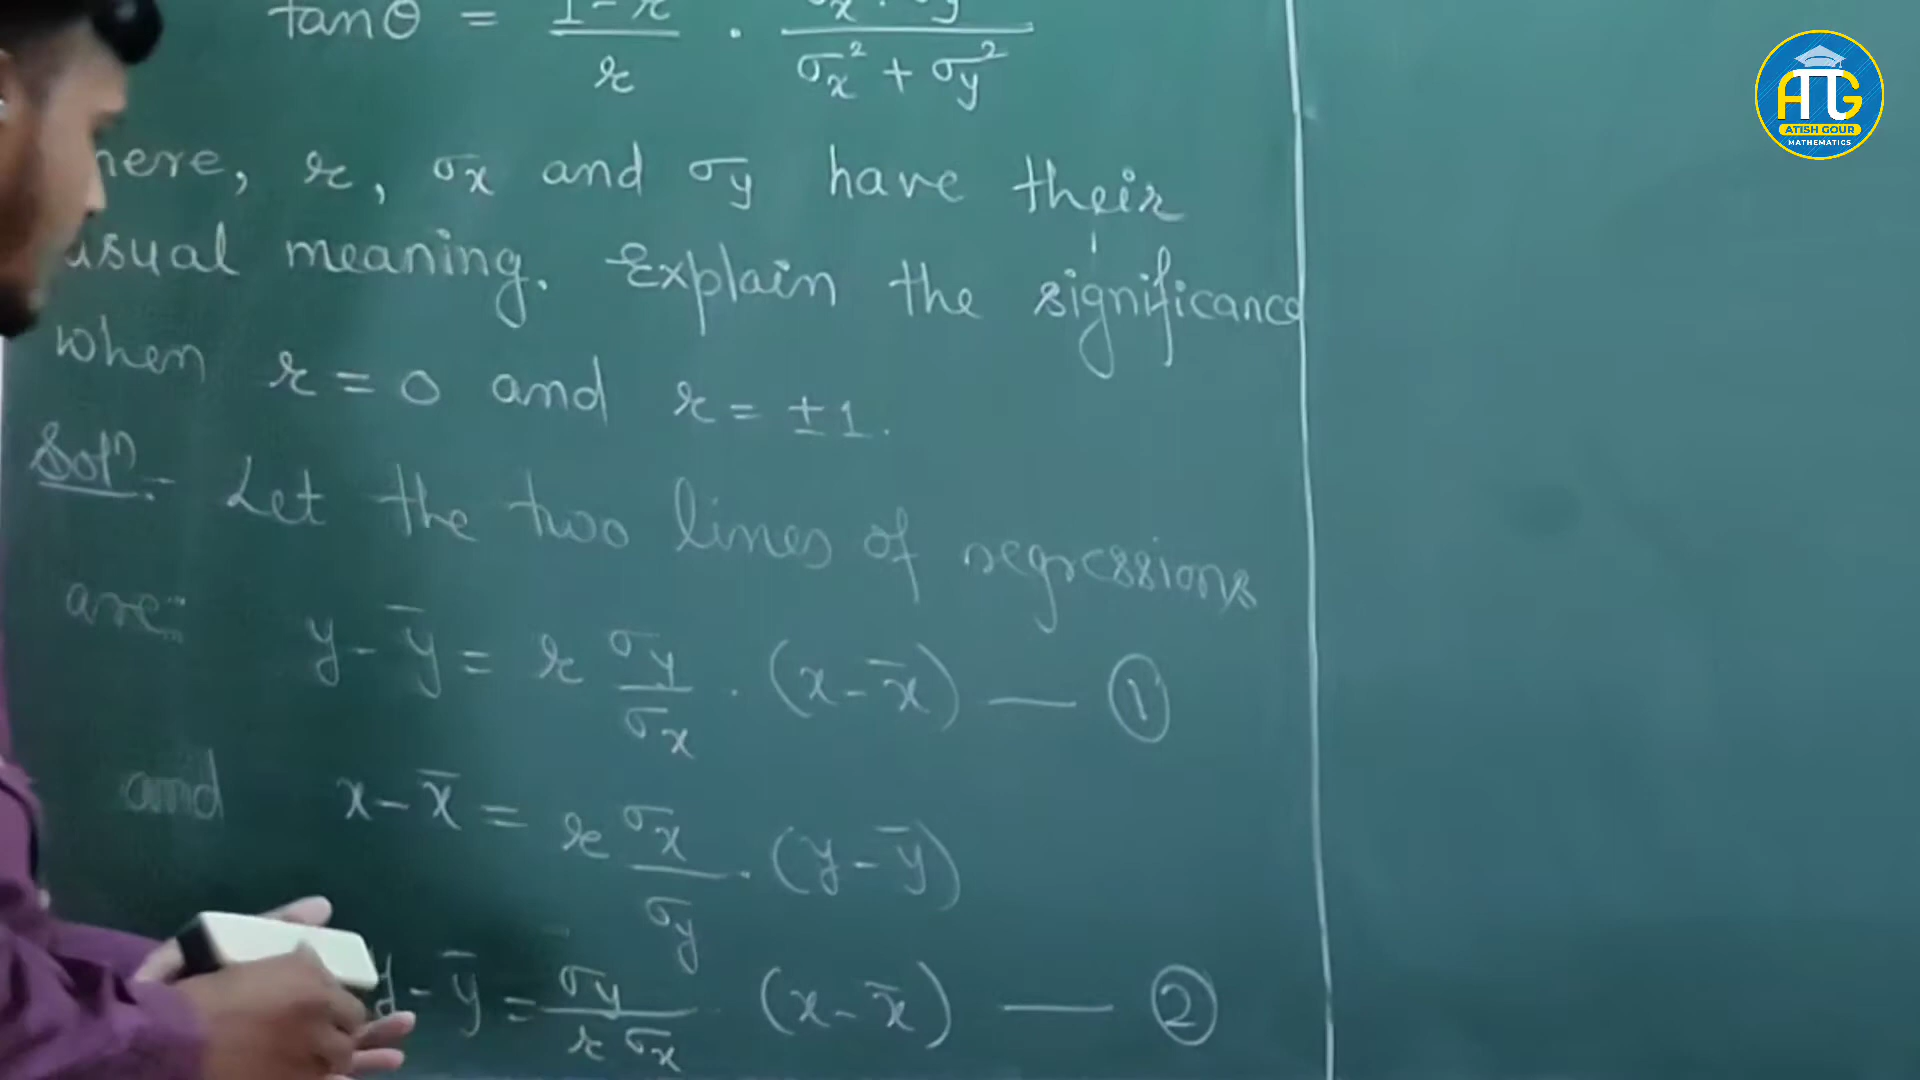 tanθ = 1-r / r · σx · σy / σx² + σy²
here, r, σx and σy have their
usual meaning. Explain the significance
when r = 0 and r = ±1.
Solⁿ:- Let the two lines of regressions
are: y - ȳ = r σy / σx · (x - x̄) — ①
and x - x̄ = r σx / σy · (y - ȳ)
- ȳ = σy / r σx · (x - x̄) — ②
ATG
ATISH GOUR
MATHEMATICS